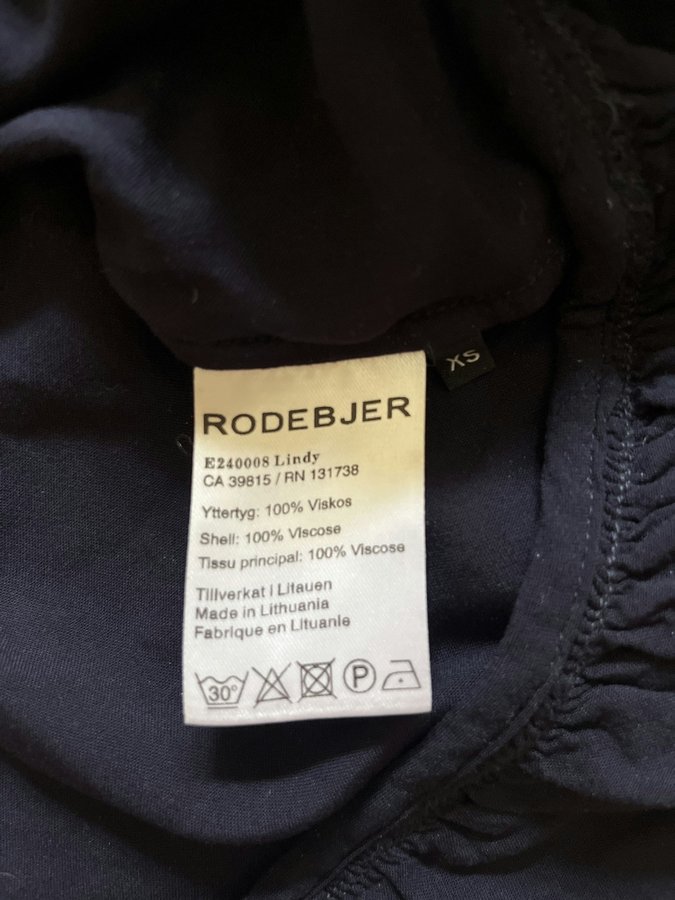 XS
RODEBJER
E240008 Lindy
CA 39815 / RN 131738
Yttertyg: 100% Viskos
Shell: 100% Viscose
Tissu principal: 100% Viscose
Tillverkat i Litauen
Made in Lithuania
Fabrique en Lituanie
30° P